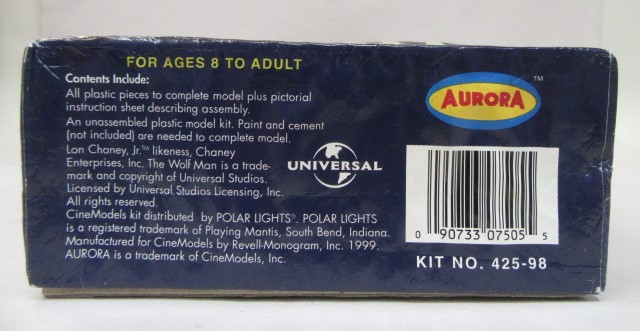 FOR AGES 8 TO ADULT
Contents Include:
All plastic pieces to complete model plus pictorial
instruction sheet describing assembly.
An unassembled plastic model kit. Paint and cement
(not included) are needed to complete model.
Lon Chaney, Jr.™ likeness, Chaney
Enterprises, Inc. The Wolf Man is a trade-
mark and copyright of Universal Studios.
Licensed by Universal Studios Licensing, Inc.
All rights reserved.
CineModels kit distributed by POLAR LIGHTS®. POLAR LIGHTS
is a registered trademark of Playing Mantis, South Bend, Indiana.
Manufactured for CineModels by Revell-Monogram, Inc. 1999.
AURORA is a trademark of CineModels, Inc.
UNIVERSAL
AURORA™
0 90733 07505 5
KIT NO. 425-98